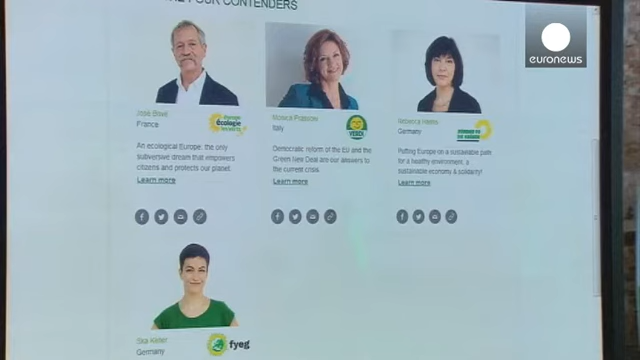 FOUR CONTENDERS
euronews
José Bové
France
europe
écologie
Monica Frassoni
Italy
VERDI
Rebecca Harms
Germany
An ecological Europe, the only
subversive dream that empowers
citizens and protects our planet.
Learn more
Democratic reform of the EU and the
Green New Deal are our answers to
the current crisis.
Learn more
Putting Europe on a sustainable path
for a healthy environment, a
sustainable economy & solidarity!
Learn more
Ska Keller
Germany
fyeg